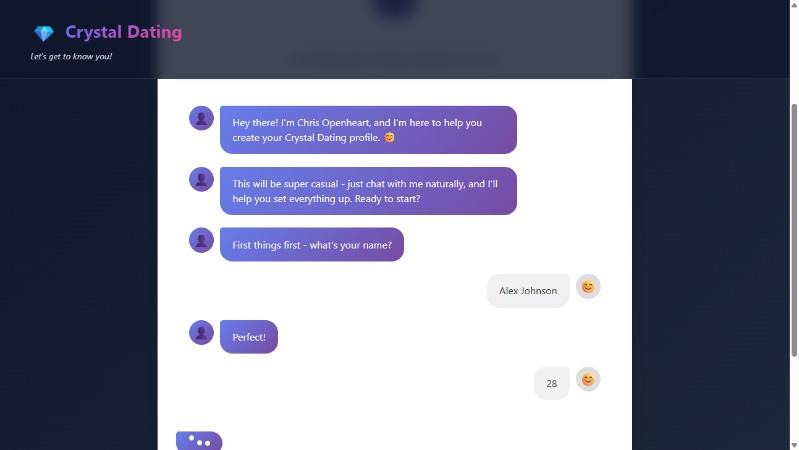 Crystal Dating
Let's get to know you!
Hey there! I'm Chris Openheart, and I'm here to help you
create your Crystal Dating profile. 😊
This will be super casual - just chat with me naturally, and I'll
help you set everything up. Ready to start?
First things first - what's your name?
Alex Johnson
Perfect!
28